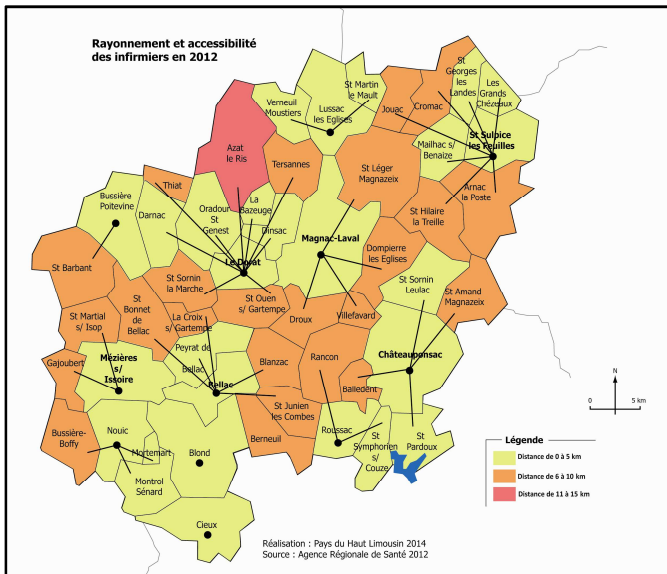 Rayonnement et accessibilité
des infirmiers en 2012
St Martin
le Mault
Verneuil
Moustiers
Lussac
les Eglises
Jouac
Cromac
St
Georges
les
Landes
Les
Grands
Chézeaux
St Sulpice
les Feuilles
Mailhac s/
Benaize
Azat
le Ris
Tersannes
St Léger
Magnazeix
Arnac
la Poste
St Hilaire
la Treille
Thiat
Bussière
Poitevine
Darnac
Oradour
St
Genest
La
Bazeuge
Dinsac
Magnac-Laval
Le Dorat
Dompierre
les Eglises
St Barbant
St Sornin
la Marche
St Sornin
Leulac
St Amand
Magnazeix
St Martial
s/ Isop
St
Bonnet
de
Bellac
La Croix
s/ Gartempe
St Ouen
s/ Gartempe
Droux
Villefavard
Châteauponsac
Peyrat de
Bellac
Gajoubert
Mézières
s/
Issoire
Bellac
Blanzac
Rancon
Balledent
St Junien
les Combes
Bussière-
Boffy
Nouic
Mortemart
Montrol
Sénard
Blond
Berneuil
Roussac
St
Symphorien
s/
Couze
St
Pardoux
Cieux
N
0 5 km
Légende
Distance de 0 à 5 km
Distance de 6 à 10 km
Distance de 11 à 15 km
Réalisation : Pays du Haut Limousin 2014
Source : Agence Régionale de Santé 2012